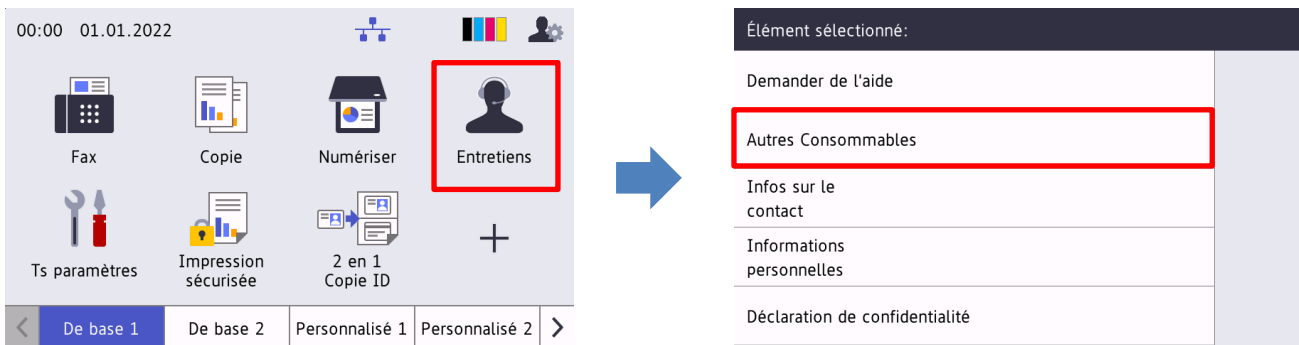 00:00 01.01.2022
Fax
Copie
Numériser
Entretiens
Ts paramètres
Impression
sécurisée
2 en 1
Copie ID
De base 1
De base 2
Personnalisé 1
Personnalisé 2
Élément sélectionné:
Demander de l'aide
Autres Consommables
Infos sur le
contact
Informations
personnelles
Déclaration de confidentialité